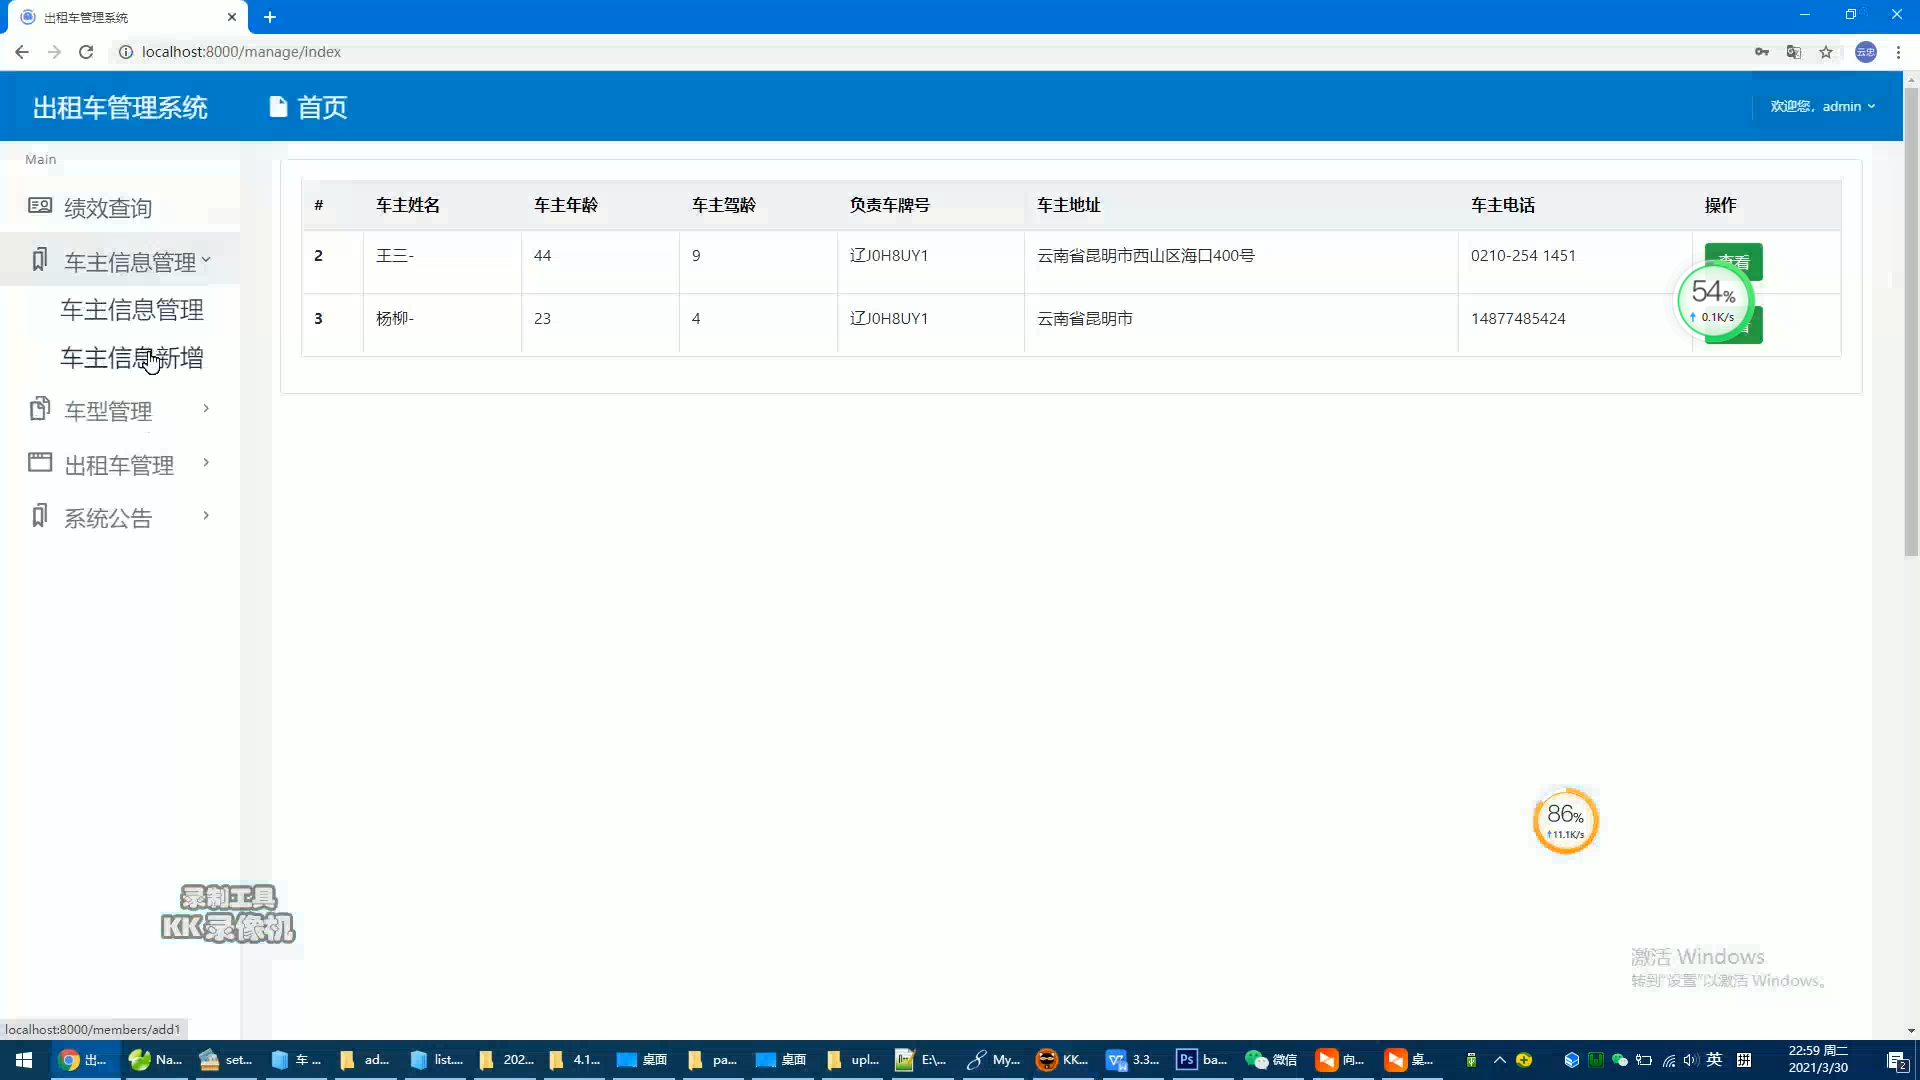 出租车管理系统
localhost:8000/manage/index
云忠
出租车管理系统
首页
欢迎您，admin
Main
绩效查询
车主信息管理
车主信息管理
车主信息新增
车型管理
出租车管理
系统公告
# 车主姓名 车主年龄 车主驾龄 负责车牌号 车主地址 车主电话 操作
2 王三- 44 9 辽J0H8UY1 云南省昆明市西山区海口400号 0210-254 1451 查看
3 杨柳- 23 4 辽J0H8UY1 云南省昆明市 14877485424
54%
0.1K/s
86%
11.1K/s
录制工具
KK录像机
激活 Windows
转到"设置"以激活 Windows。
localhost:8000/members/add1
出... Na... set... 车 ... ad... list... 202... 4.1... 桌面 pa... 桌面 upl... E:\... My... KK... 3.3... Ps ba... 微信 向... 桌... 英 拼
22:59 周二
2021/3/30
2